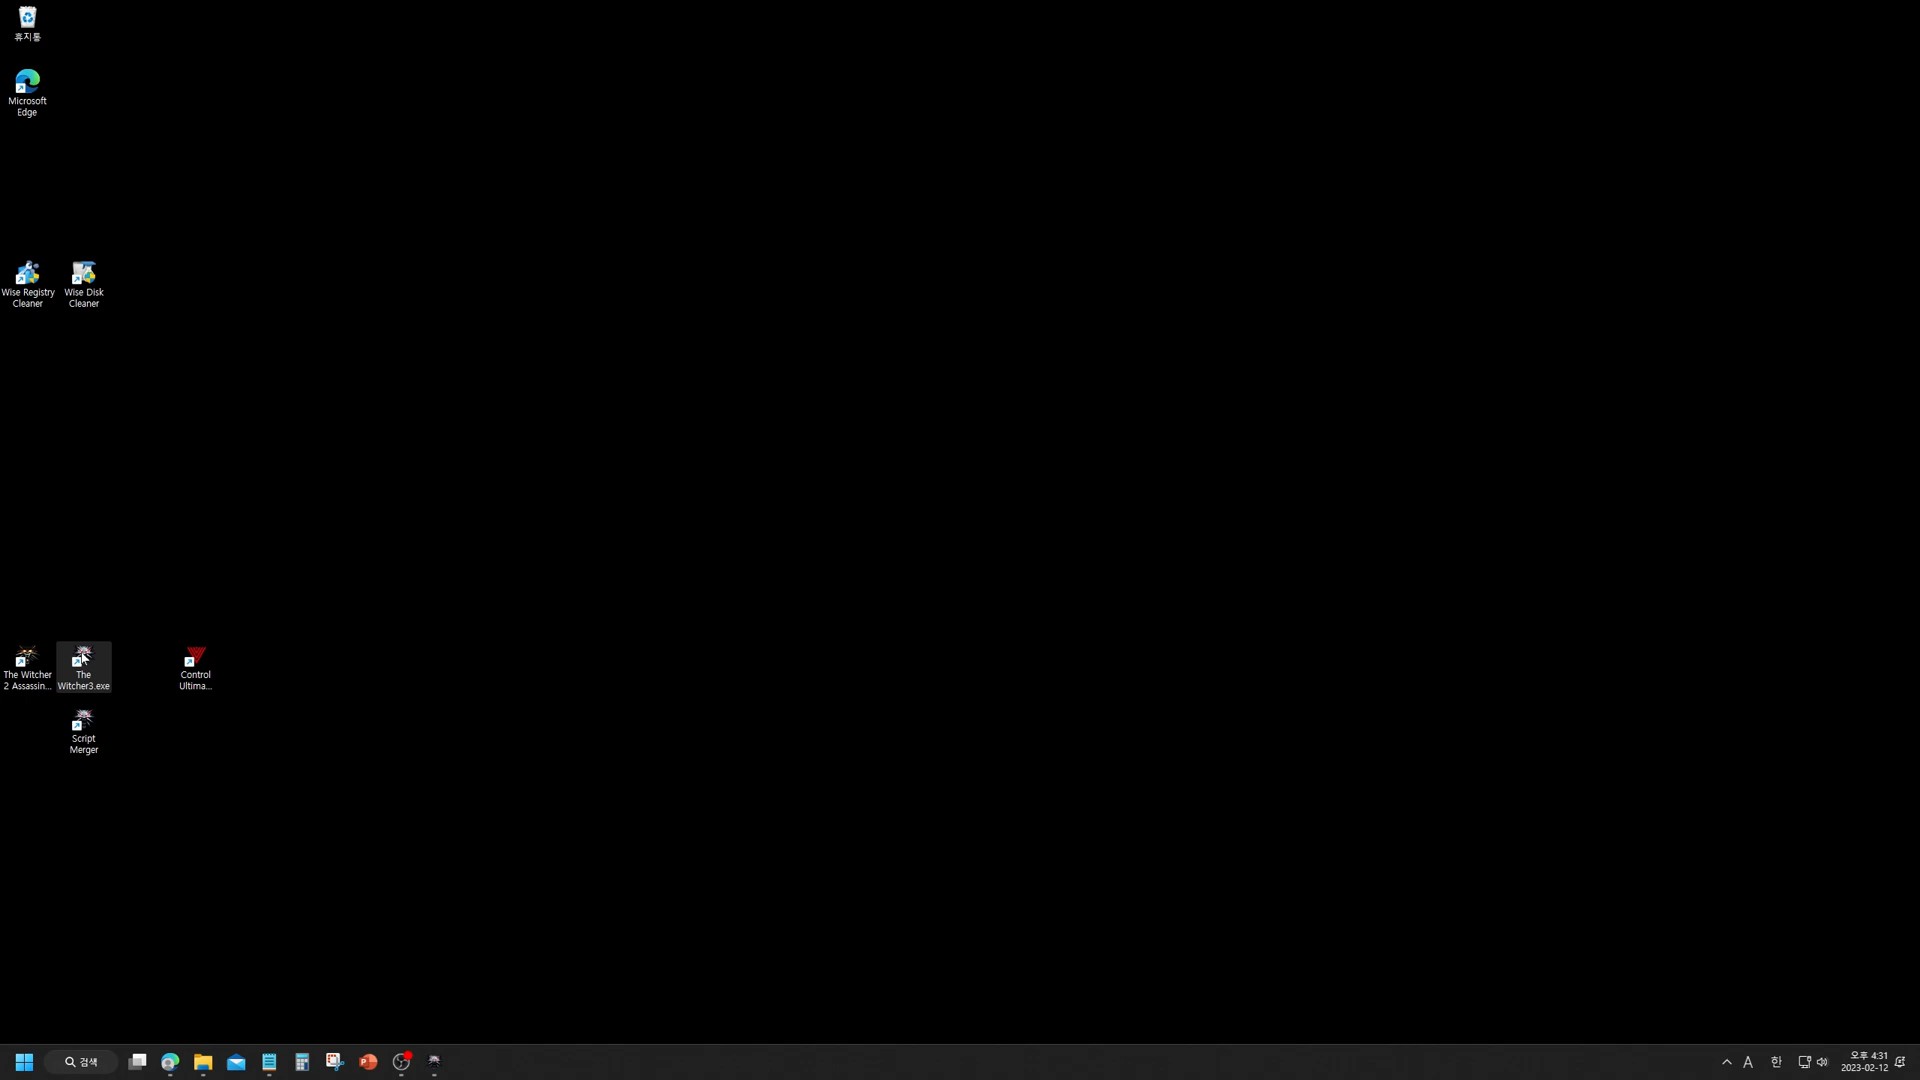 휴지통
Microsoft
Edge
Wise Registry
Cleaner
Wise Disk
Cleaner
The Witcher
2 Assassin...
The
Witcher3.exe
Control
Ultima...
Script
Merger
검색
A
한
오후 4:31
2023-02-12